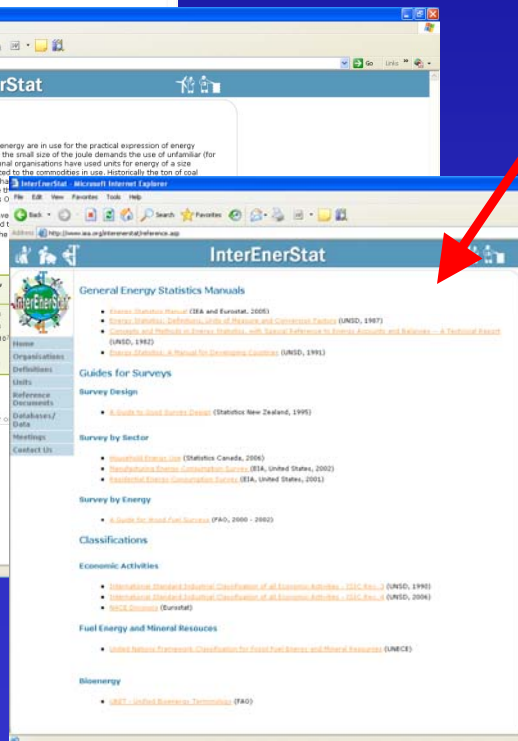 Go Links
rStat
energy are in use for the practical expression of energy
the small size of the joule demands the use of unfamiliar (for
nal organisations have used units for energy of a size
ted to the commodities in use. Historically the ton of coal
InterEnerStat - Microsoft Internet Explorer
File Edit View Favorites Tools Help
Back Search Favorites
Address http://www.iea.org/interenerstat/reference.asp
InterEnerStat
InterEnerStat
Home
Organisations
Definitions
Units
Reference
Documents
Databases/
Data
Meetings
Contact Us
General Energy Statistics Manuals
Energy Statistics Manual (IEA and Eurostat, 2005)
Energy Statistics: Definitions, Units of Measure and Conversion Factors (UNSD, 1987)
Concepts and Methods in Energy Statistics, with Special Reference to Energy Accounts and Balances -- A Technical Report
(UNSD, 1982)
Energy Statistics: A Manual for Developing Countries (UNSD, 1991)
Guides for Surveys
Survey Design
A Guide to Good Survey Design (Statistics New Zealand, 1995)
Survey by Sector
Household Energy Use (Statistics Canada, 2006)
Manufacturing Energy Consumption Survey (EIA, United States, 2002)
Residential Energy Consumption Survey (EIA, United States, 2001)
Survey by Energy
A Guide for Wood Fuel Surveys (FAO, 2000 - 2002)
Classifications
Economic Activities
International Standard Industrial Classification of all Economic Activities - ISIC Rev. 3 (UNSD, 1990)
International Standard Industrial Classification of all Economic Activities - ISIC Rev. 4 (UNSD, 2006)
NACE (Eurostat)
Fuel Energy and Mineral Resouces
United Nations Framework Classification for Fossil Fuel Energy and Mineral Resources (UNECE)
Bioenergy
UBET - Unified Bioenergy Terminology (FAO)